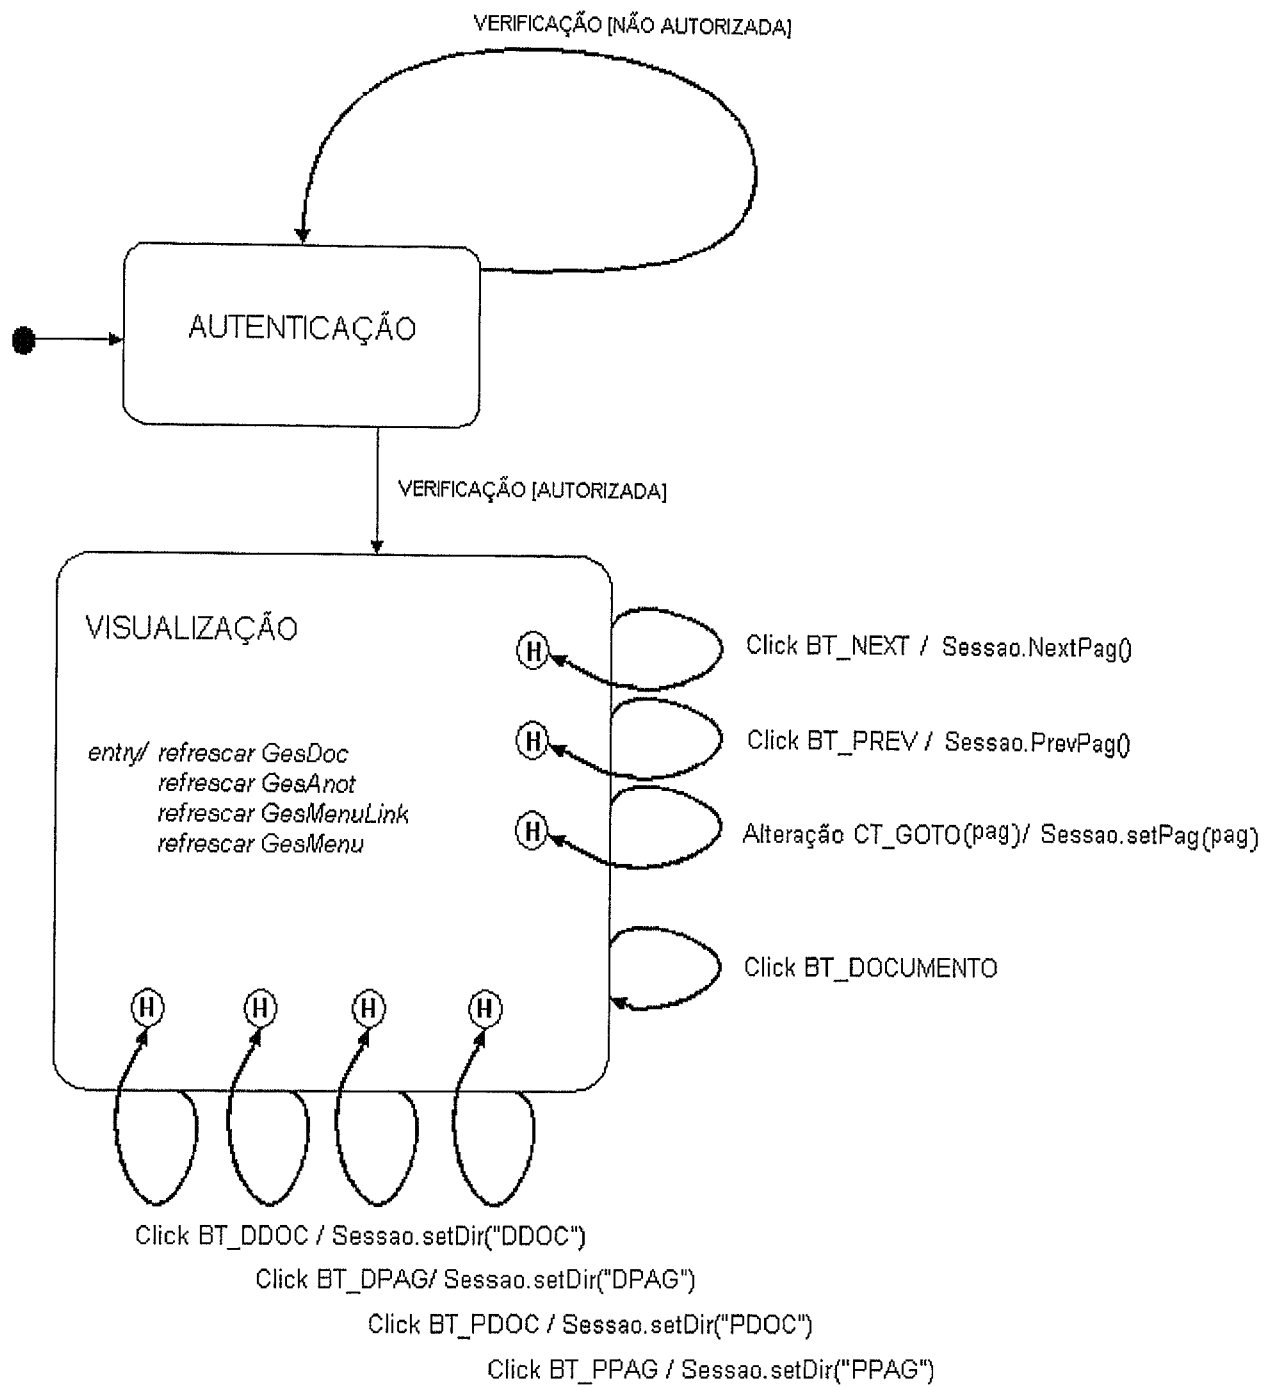 VERIFICAÇÃO [NÃO AUTORIZADA]
AUTENTICAÇÃO
VERIFICAÇÃO [AUTORIZADA]
VISUALIZAÇÃO
H
Click BT_NEXT / Sessao.NextPag()
entry/ refrescar GesDoc
refrescar GesAnot
refrescar GesMenuLink
refrescar GesMenu
H
Click BT_PREV / Sessao.PrevPag()
H
Alteração CT_GOTO(pag)/ Sessao.setPag(pag)
Click BT_DOCUMENTO
H H H H
Click BT_DDOC / Sessao.setDir("DDOC")
Click BT_DPAG/ Sessao.setDir("DPAG")
Click BT_PDOC / Sessao.setDir("PDOC")
Click BT_PPAG / Sessao.setDir("PPAG")